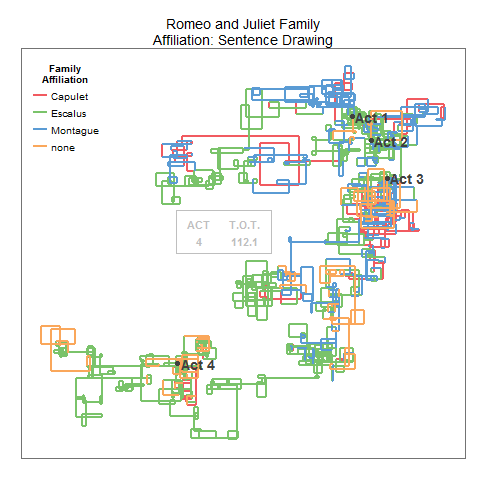 Romeo and Juliet Family
Affiliation: Sentence Drawing
Family
Affiliation
Capulet
Escalus
Montague
none
Act 1
Act 2
Act 3
ACT T.O.T.
4 112.1
Act 4